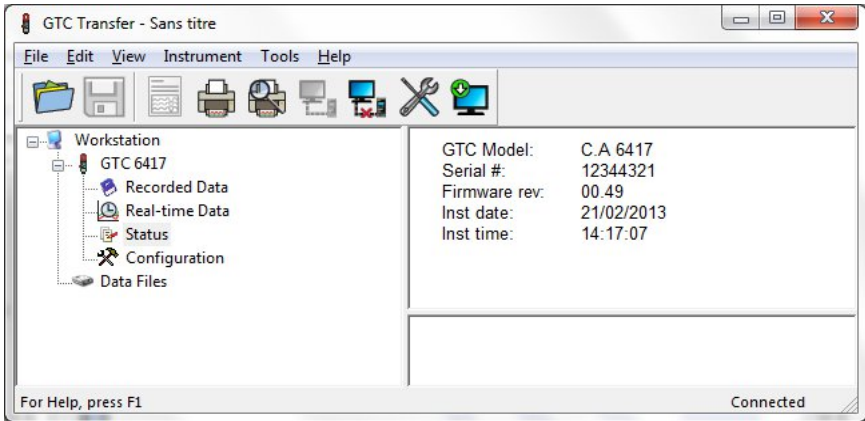 GTC Transfer - Sans titre
File Edit View Instrument Tools Help
Workstation
GTC 6417
Recorded Data
Real-time Data
Status
Configuration
Data Files
GTC Model: C.A 6417
Serial #: 12344321
Firmware rev: 00.49
Inst date: 21/02/2013
Inst time: 14:17:07
For Help, press F1 Connected